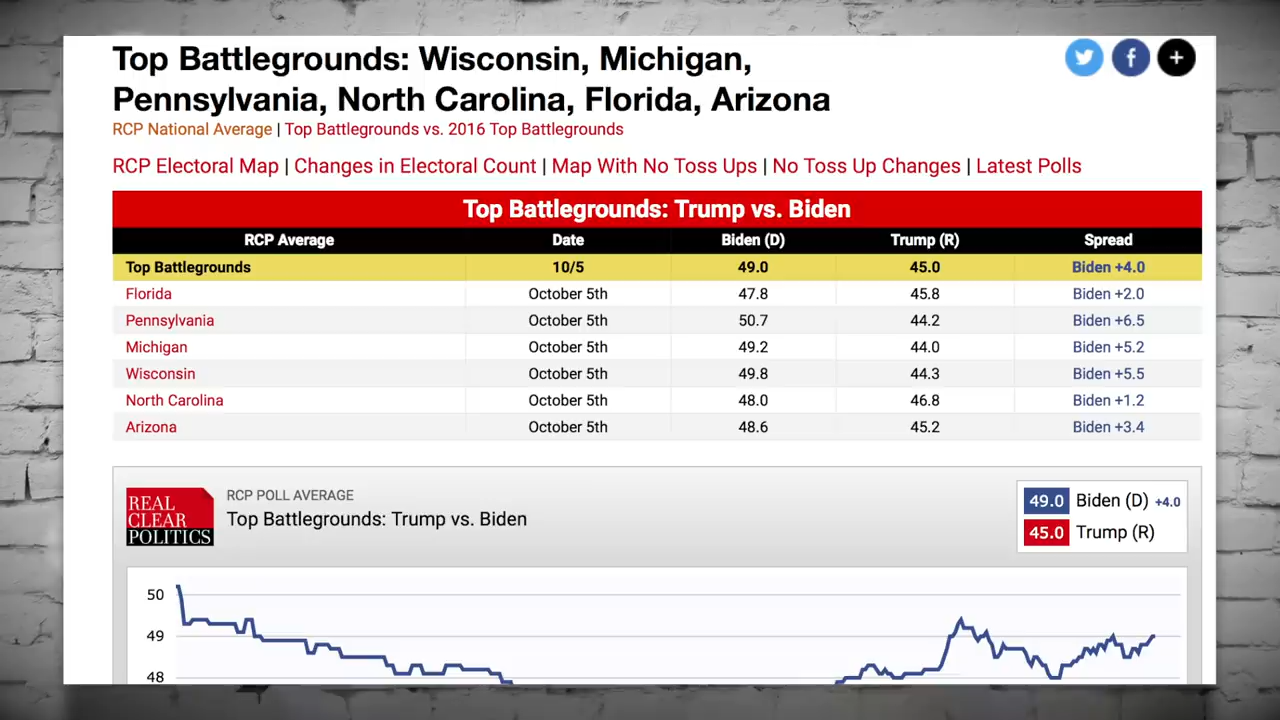 Top Battlegrounds: Wisconsin, Michigan,
Pennsylvania, North Carolina, Florida, Arizona
RCP National Average | Top Battlegrounds vs. 2016 Top Battlegrounds
RCP Electoral Map | Changes in Electoral Count | Map With No Toss Ups | No Toss Up Changes | Latest Polls
Top Battlegrounds: Trump vs. Biden
RCP Average Date Biden (D) Trump (R) Spread
Top Battlegrounds 10/5 49.0 45.0 Biden +4.0
Florida October 5th 47.8 45.8 Biden +2.0
Pennsylvania October 5th 50.7 44.2 Biden +6.5
Michigan October 5th 49.2 44.0 Biden +5.2
Wisconsin October 5th 49.8 44.3 Biden +5.5
North Carolina October 5th 48.0 46.8 Biden +1.2
Arizona October 5th 48.6 45.2 Biden +3.4
REAL
CLEAR
POLITICS
RCP POLL AVERAGE
Top Battlegrounds: Trump vs. Biden
49.0 Biden (D) +4.0
45.0 Trump (R)
50
49
48